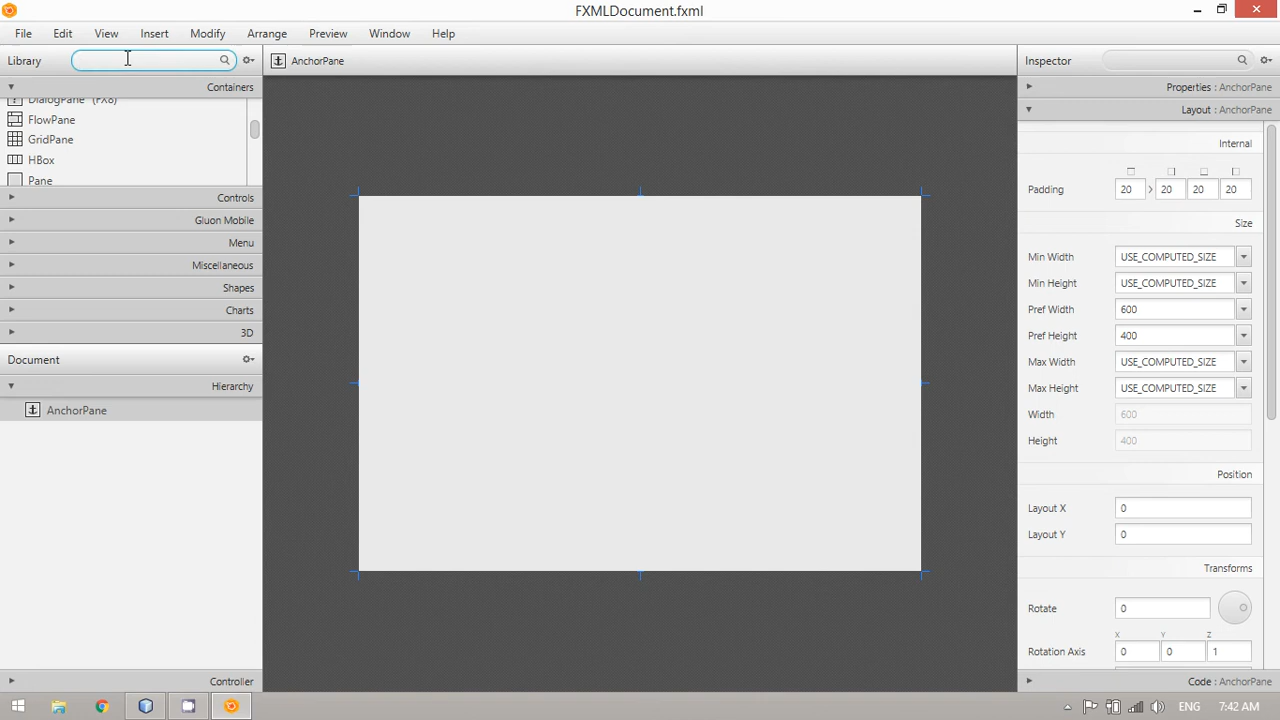 FXMLDocument.fxml
File Edit View Insert Modify Arrange Preview Window Help
Library
AnchorPane
Inspector
Containers
DialogPane (FX8)
FlowPane
GridPane
HBox
Pane
Controls
Gluon Mobile
Menu
Miscellaneous
Shapes
Charts
3D
Document
Hierarchy
AnchorPane
Controller
Properties : AnchorPane
Layout : AnchorPane
Internal
Padding 20 20 20 20
Size
Min Width USE_COMPUTED_SIZE
Min Height USE_COMPUTED_SIZE
Pref Width 600
Pref Height 400
Max Width USE_COMPUTED_SIZE
Max Height USE_COMPUTED_SIZE
Width 600
Height 400
Position
Layout X 0
Layout Y 0
Transforms
Rotate 0
X Y Z
Rotation Axis 0 0 1
Code : AnchorPane
ENG 7:42 AM